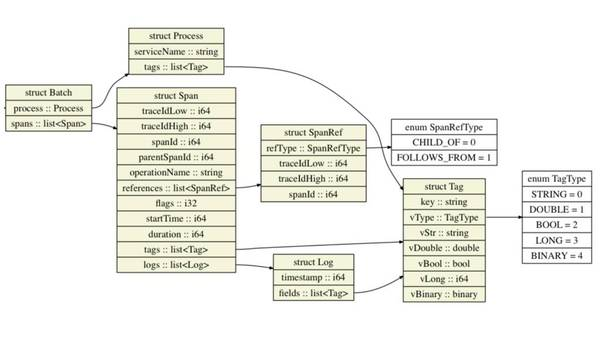 struct Process
serviceName :: string
tags :: list<Tag>
struct Batch
process :: Process
spans :: list<Span>
struct Span
traceIdLow :: i64
traceIdHigh :: i64
spanId :: i64
parentSpanId :: i64
operationName :: string
references :: list<SpanRef>
flags :: i32
startTime :: i64
duration :: i64
tags :: list<Tag>
logs :: list<Log>
struct SpanRef
refType :: SpanRefType
traceIdLow :: i64
traceIdHigh :: i64
spanId :: i64
enum SpanRefType
CHILD_OF = 0
FOLLOWS_FROM = 1
struct Log
timestamp :: i64
fields :: list<Tag>
struct Tag
key :: string
vType :: TagType
vStr :: string
vDouble :: double
vBool :: bool
vLong :: i64
vBinary :: binary
enum TagType
STRING = 0
DOUBLE = 1
BOOL = 2
LONG = 3
BINARY = 4